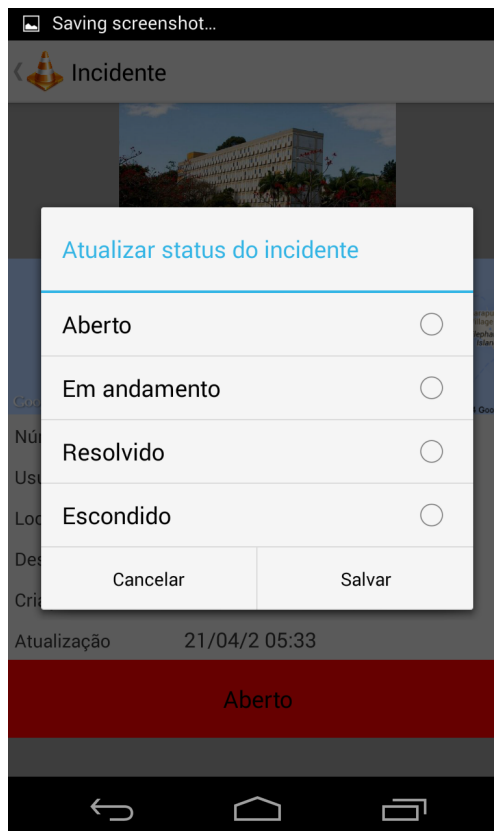 Saving screenshot...
Incidente
Atualizar status do incidente
Aberto
Em andamento
Resolvido
Escondido
Cancelar
Salvar
Atualização 21/04/2 05:33
Aberto